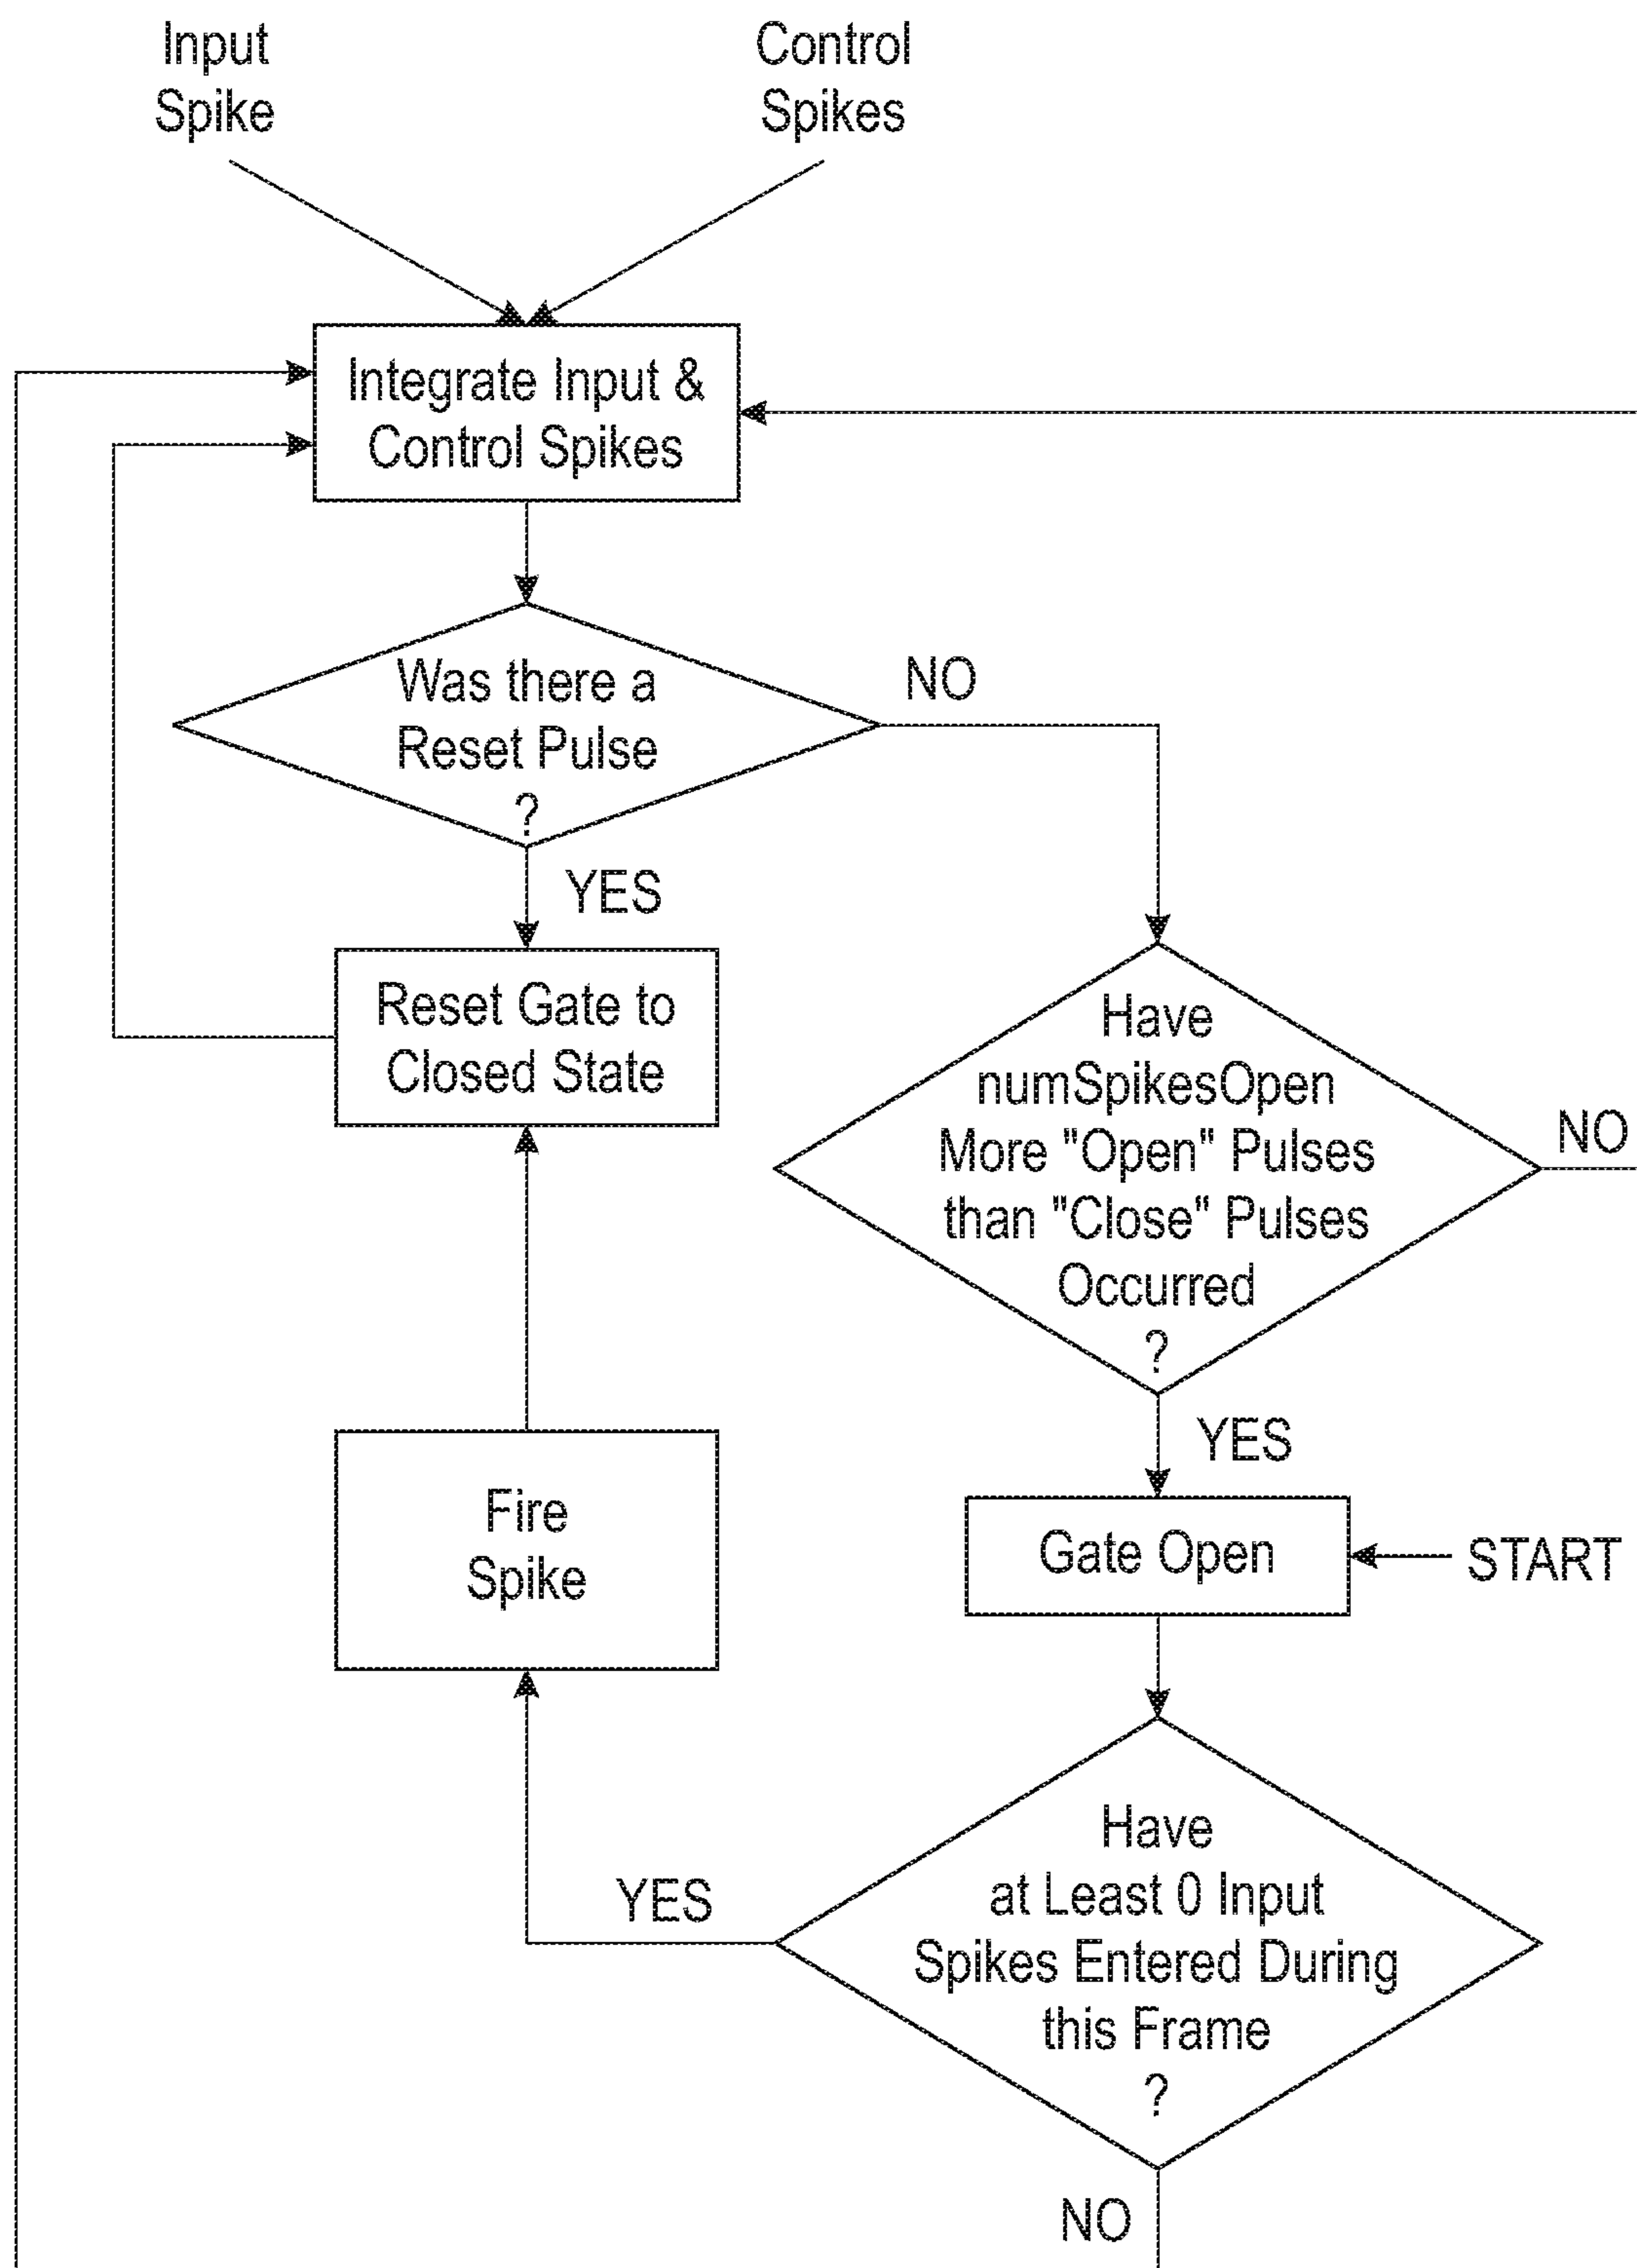 Input
Spike
Control
Spikes
Integrate Input &
Control Spikes
Was there a
Reset Pulse
?
NO
YES
Reset Gate to
Closed State
Have
numSpikesOpen
More "Open" Pulses
than "Close" Pulses
Occurred
?
NO
YES
Fire
Spike
Gate Open
START
Have
at Least 0 Input
Spikes Entered During
this Frame
?
YES
NO